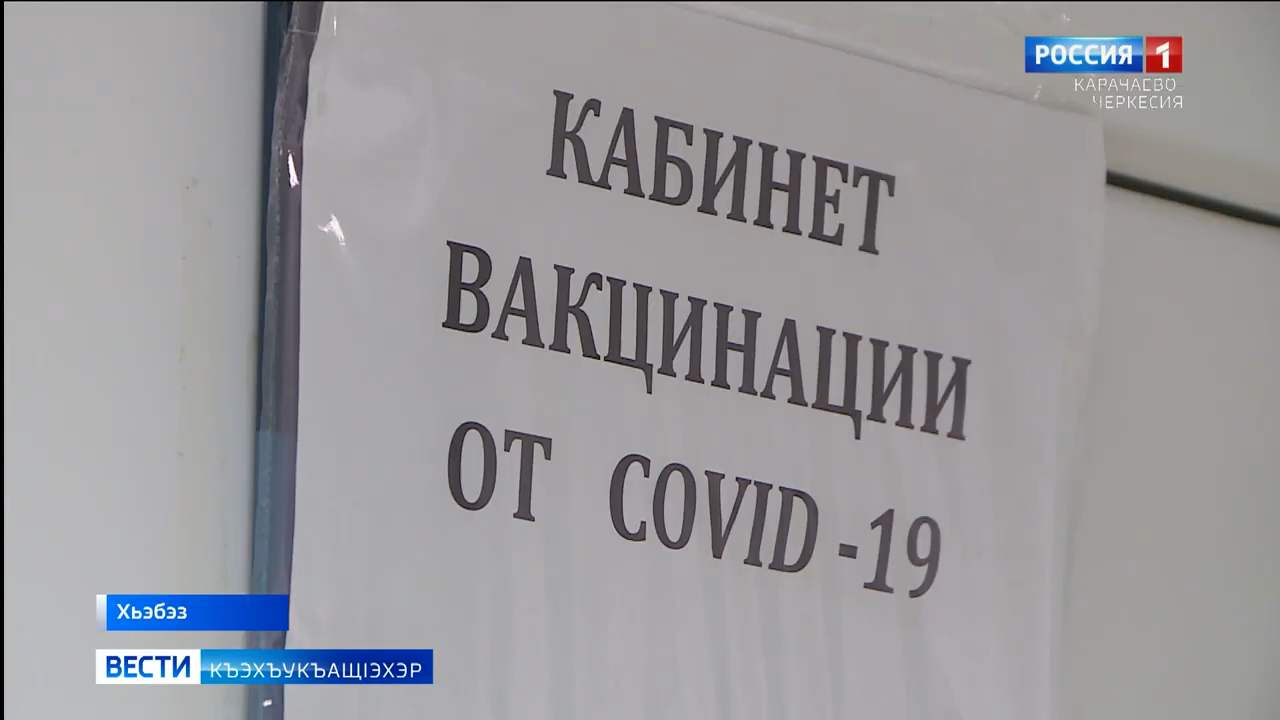 РОССИЯ 1
КАРАЧАЕВО
ЧЕРКЕСИЯ
КАБИНЕТ
ВАКЦИНАЦИИ
ОТ COVID -19
Хьэбэз
ВЕСТИ КЪЭХЪУКЪАЩIЭХЭР